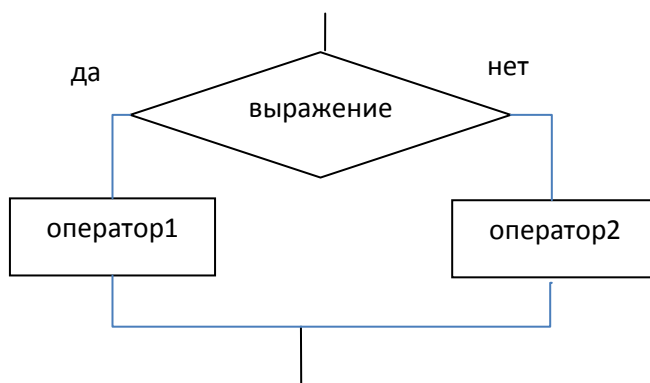 да
нет
выражение
оператор1
оператор2